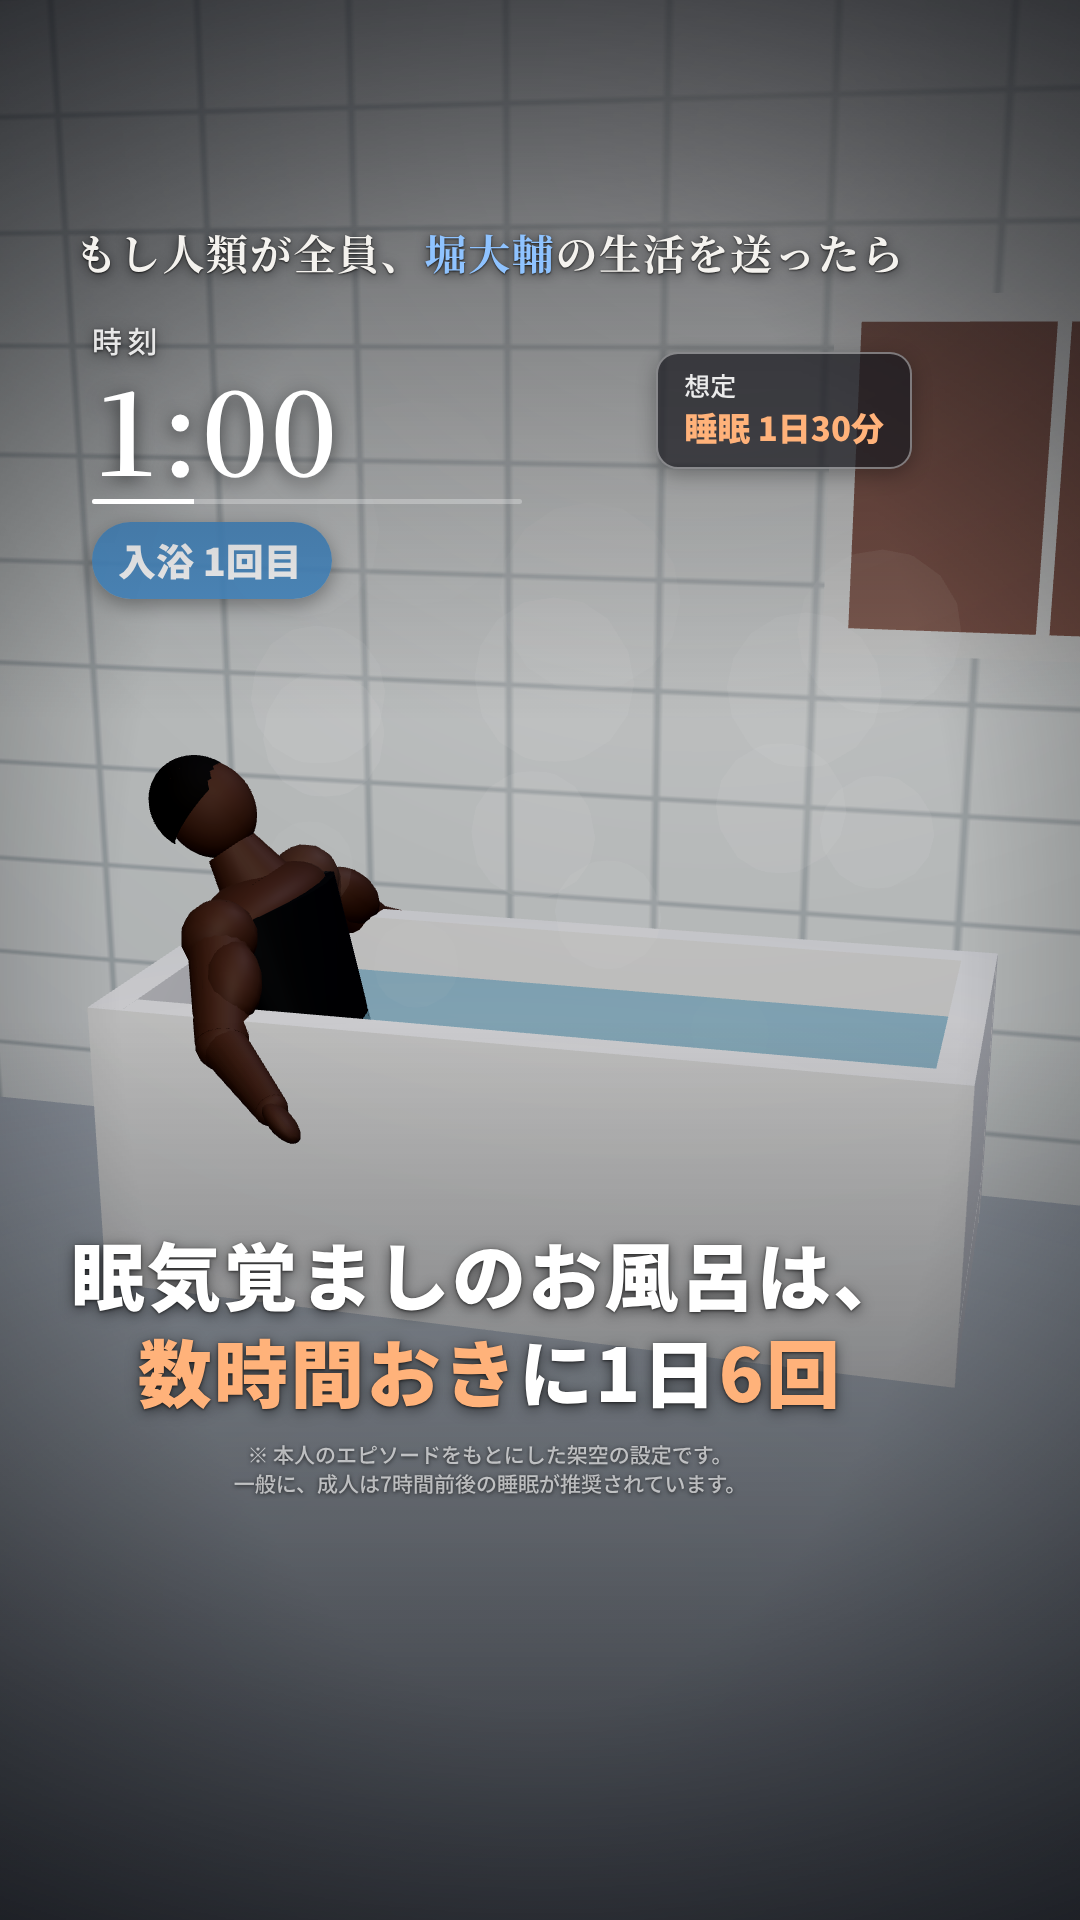 もし人類が全員、堀大輔の生活を送ったら
時刻
1:00
想定
睡眠 1日30分
入浴 1回目
眠気覚ましのお風呂は、
数時間おきに1日6回
※ 本人のエピソードをもとにした架空の設定です。
一般に、成人は7時間前後の睡眠が推奨されています。